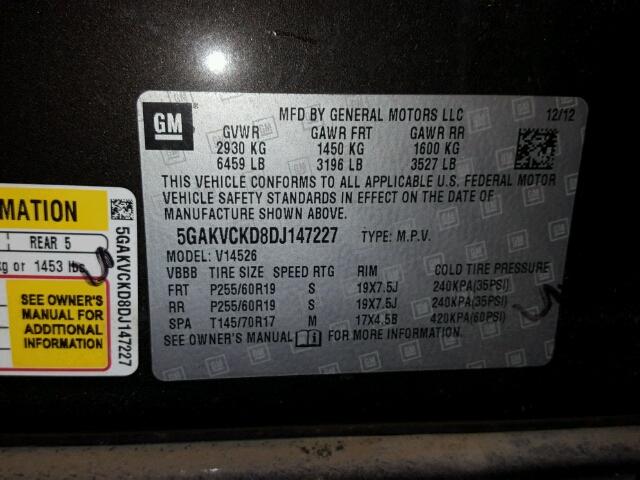 GM
MFD BY GENERAL MOTORS LLC 12/12
GVWR GAWR FRT GAWR RR
2930 KG 1450 KG 1600 KG
6459 LB 3196 LB 3527 LB
THIS VEHICLE CONFORMS TO ALL APPLICABLE U.S. FEDERAL MOTOR
VEHICLE SAFETY STANDARDS IN EFFECT ON THE DATE OF
MANUFACTURE SHOWN ABOVE.
5GAKVCKD8DJ147227 TYPE: M.P.V.
MODEL: V14526
VBBB TIRE SIZE SPEED RTG RIM COLD TIRE PRESSURE
FRT P255/60R19 S 19X7.5J 240KPA(35PSI)
RR P255/60R19 S 19X7.5J 240KPA(35PSI)
SPA T145/70R17 M 17X4.5B 420KPA(60PSI)
SEE OWNER'S MANUAL FOR MORE INFORMATION.
MATION
REAR 5
kg or 1453 lbs
SEE OWNER'S
MANUAL FOR
ADDITIONAL
INFORMATION
5GAKVCKD8DJ147227